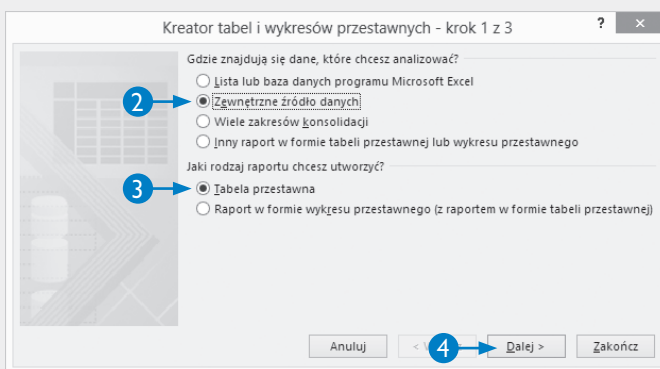 Kreator tabel i wykresów przestawnych - krok 1 z 3 ? ×
Gdzie znajdują się dane, które chcesz analizować?
Lista lub baza danych programu Microsoft Excel
2 Zewnętrzne źródło danych
Wiele zakresów konsolidacji
Inny raport w formie tabeli przestawnej lub wykresu przestawnego
Jaki rodzaj raportu chcesz utworzyć?
3 Tabela przestawna
Raport w formie wykresu przestawnego (z raportem w formie tabeli przestawnej)
Anuluj < 4 Dalej > Zakończ